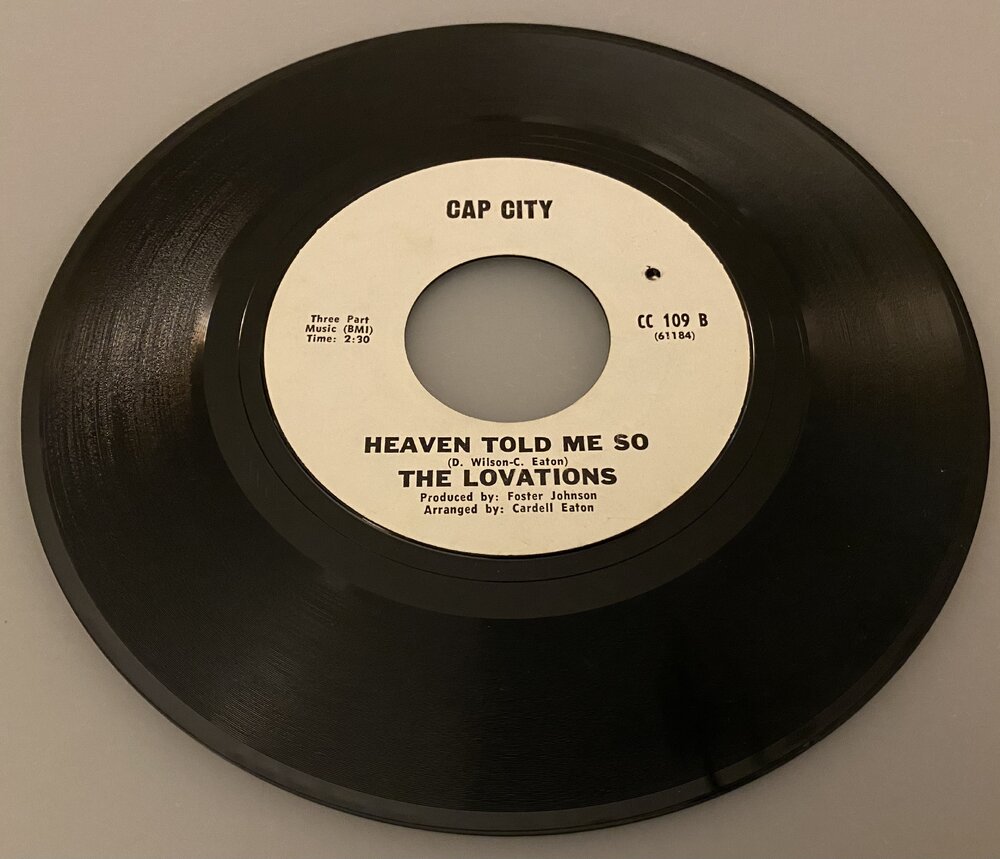 CAP CITY
Three Part
Music (BMI)
Time: 2:30
CC 109 B
(61184)
HEAVEN TOLD ME SO
(D. Wilson-C. Eaton)
THE LOVATIONS
Produced by: Foster Johnson
Arranged by: Cardell Eaton